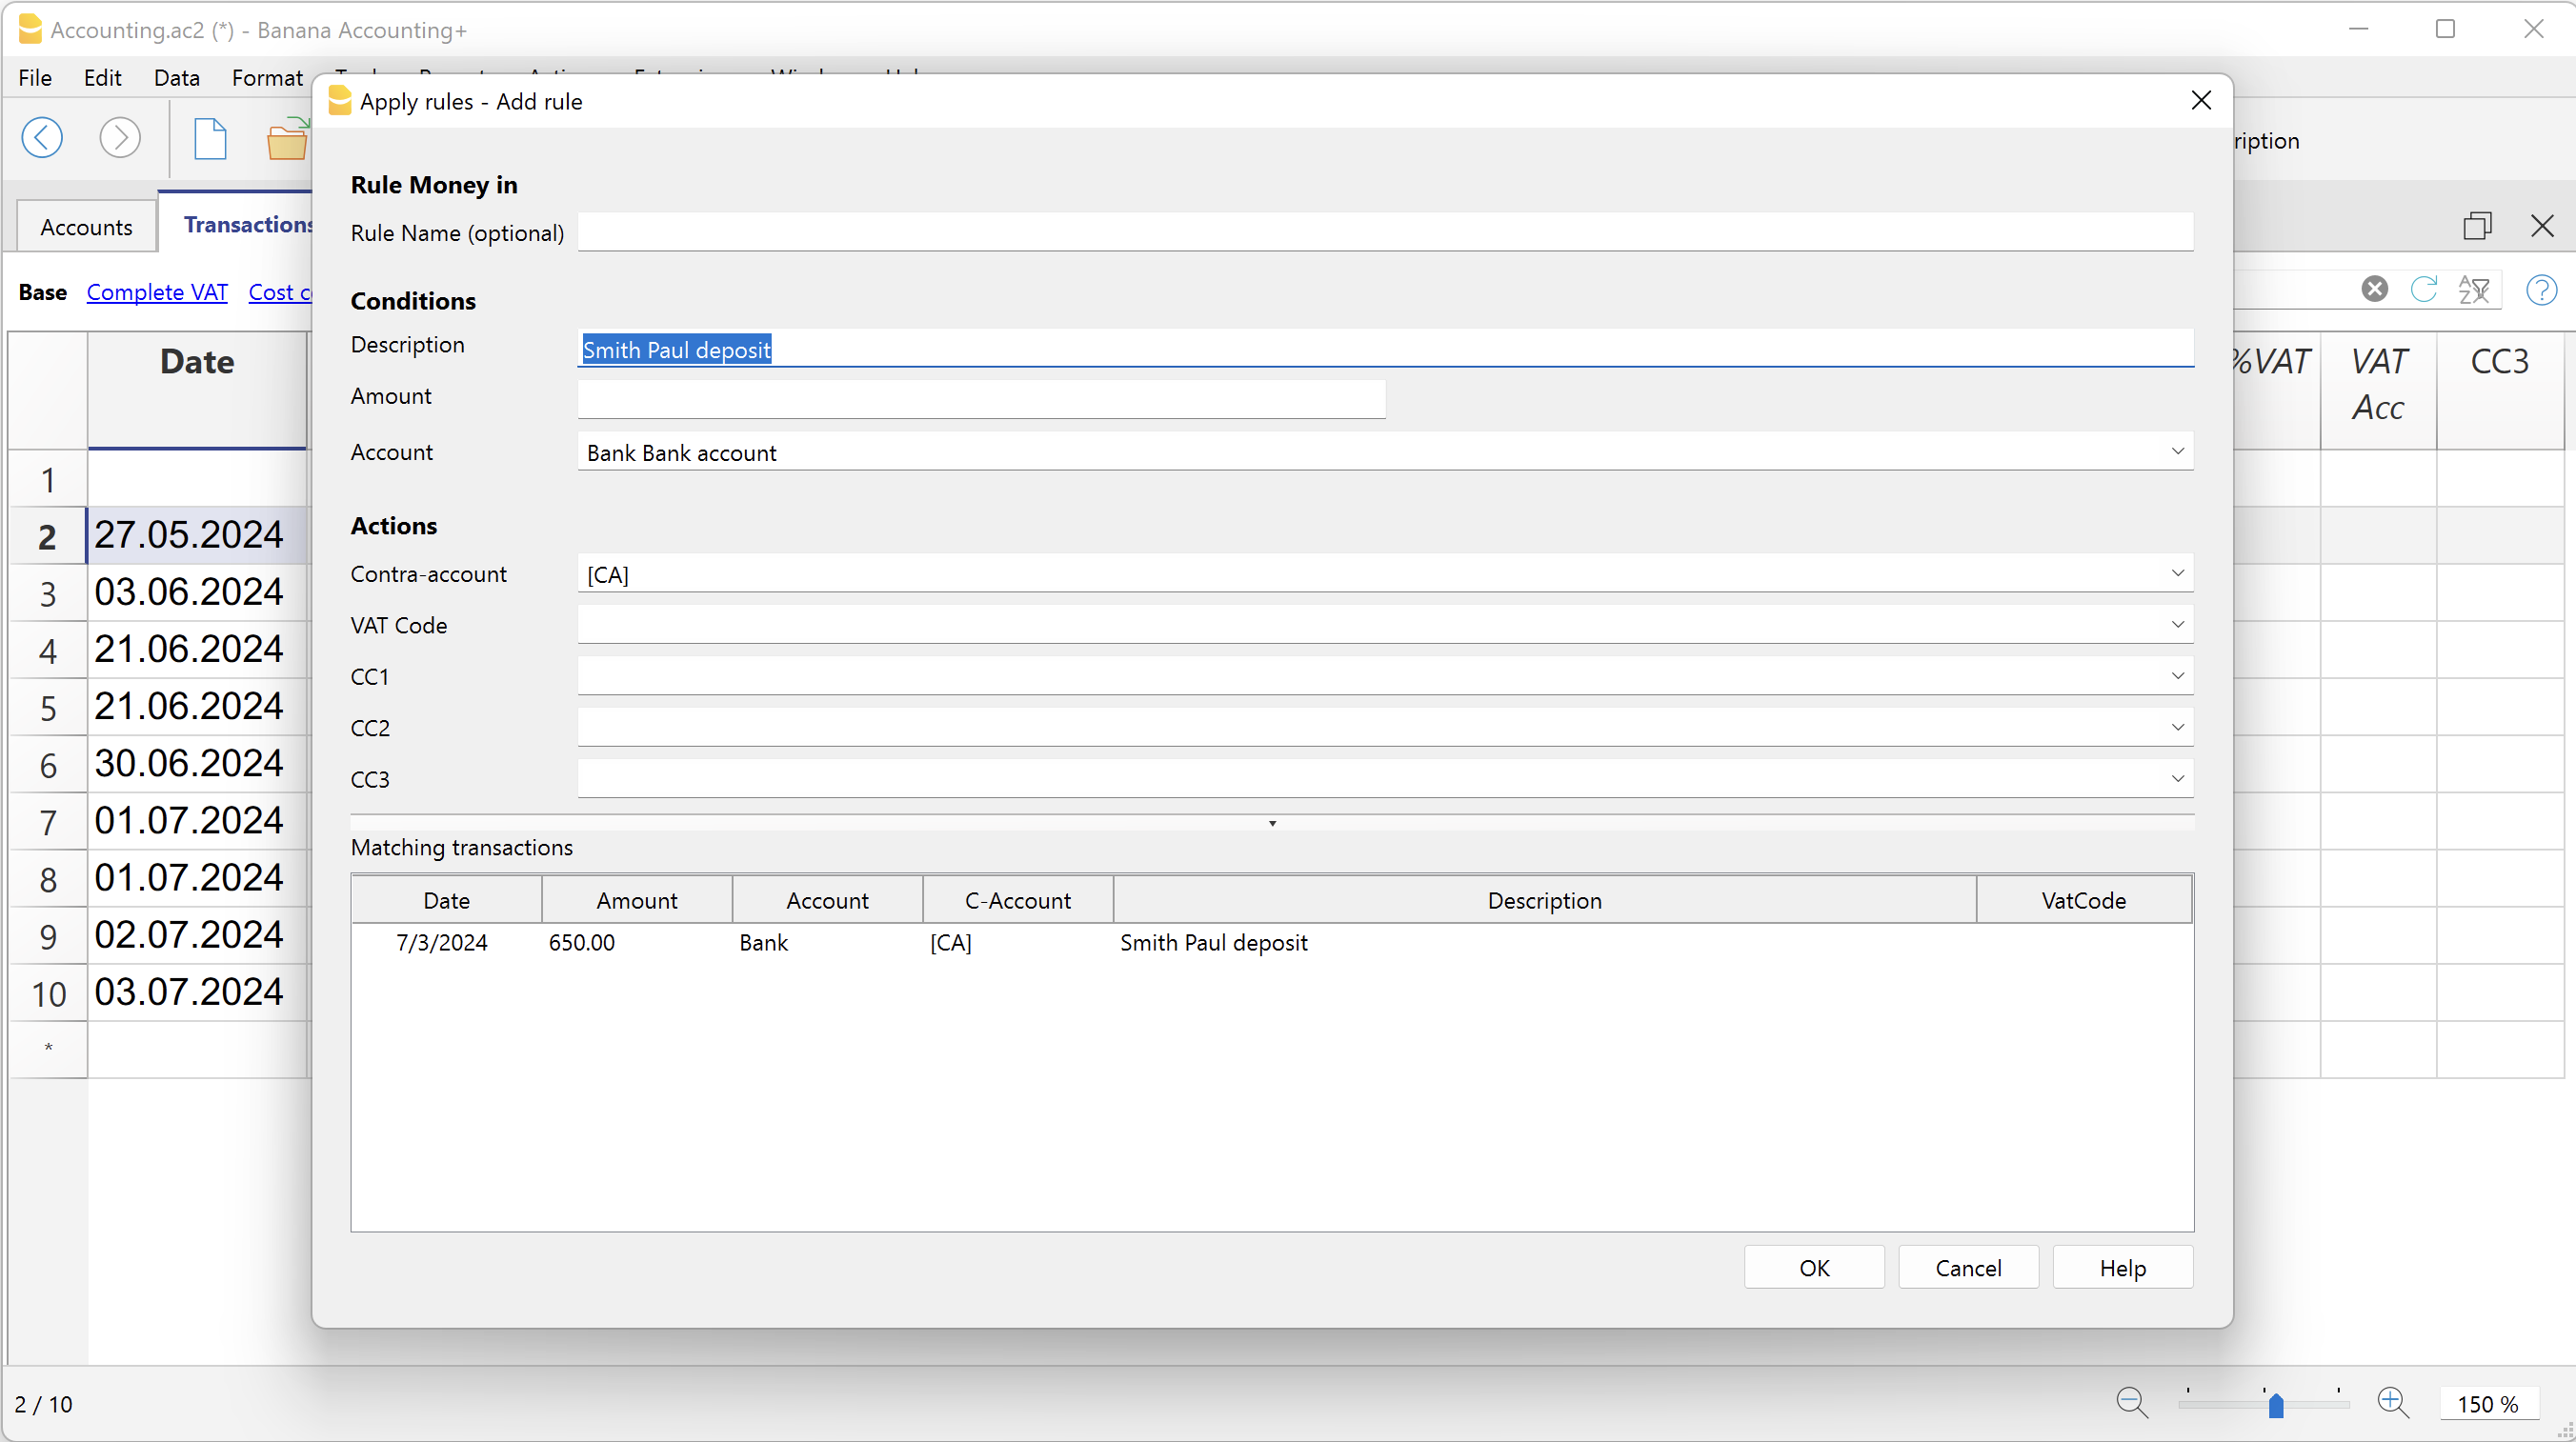 Accounting.ac2 (*) - Banana Accounting+
File Edit Data Format
Apply rules - Add rule
Accounts Transactions
Base Complete VAT Cost
%VAT VAT Acc CC3
Date
1
2 27.05.2024
3 03.06.2024
4 21.06.2024
5 21.06.2024
6 30.06.2024
7 01.07.2024
8 01.07.2024
9 02.07.2024
10 03.07.2024
*
Rule Money in
Rule Name (optional)
Conditions
Description Smith Paul deposit
Amount
Account Bank Bank account
Actions
Contra-account [CA]
VAT Code
CC1
CC2
CC3
Matching transactions
Date Amount Account C-Account Description VatCode
7/3/2024 650.00 Bank [CA] Smith Paul deposit
OK Cancel Help
2 / 10
150 %